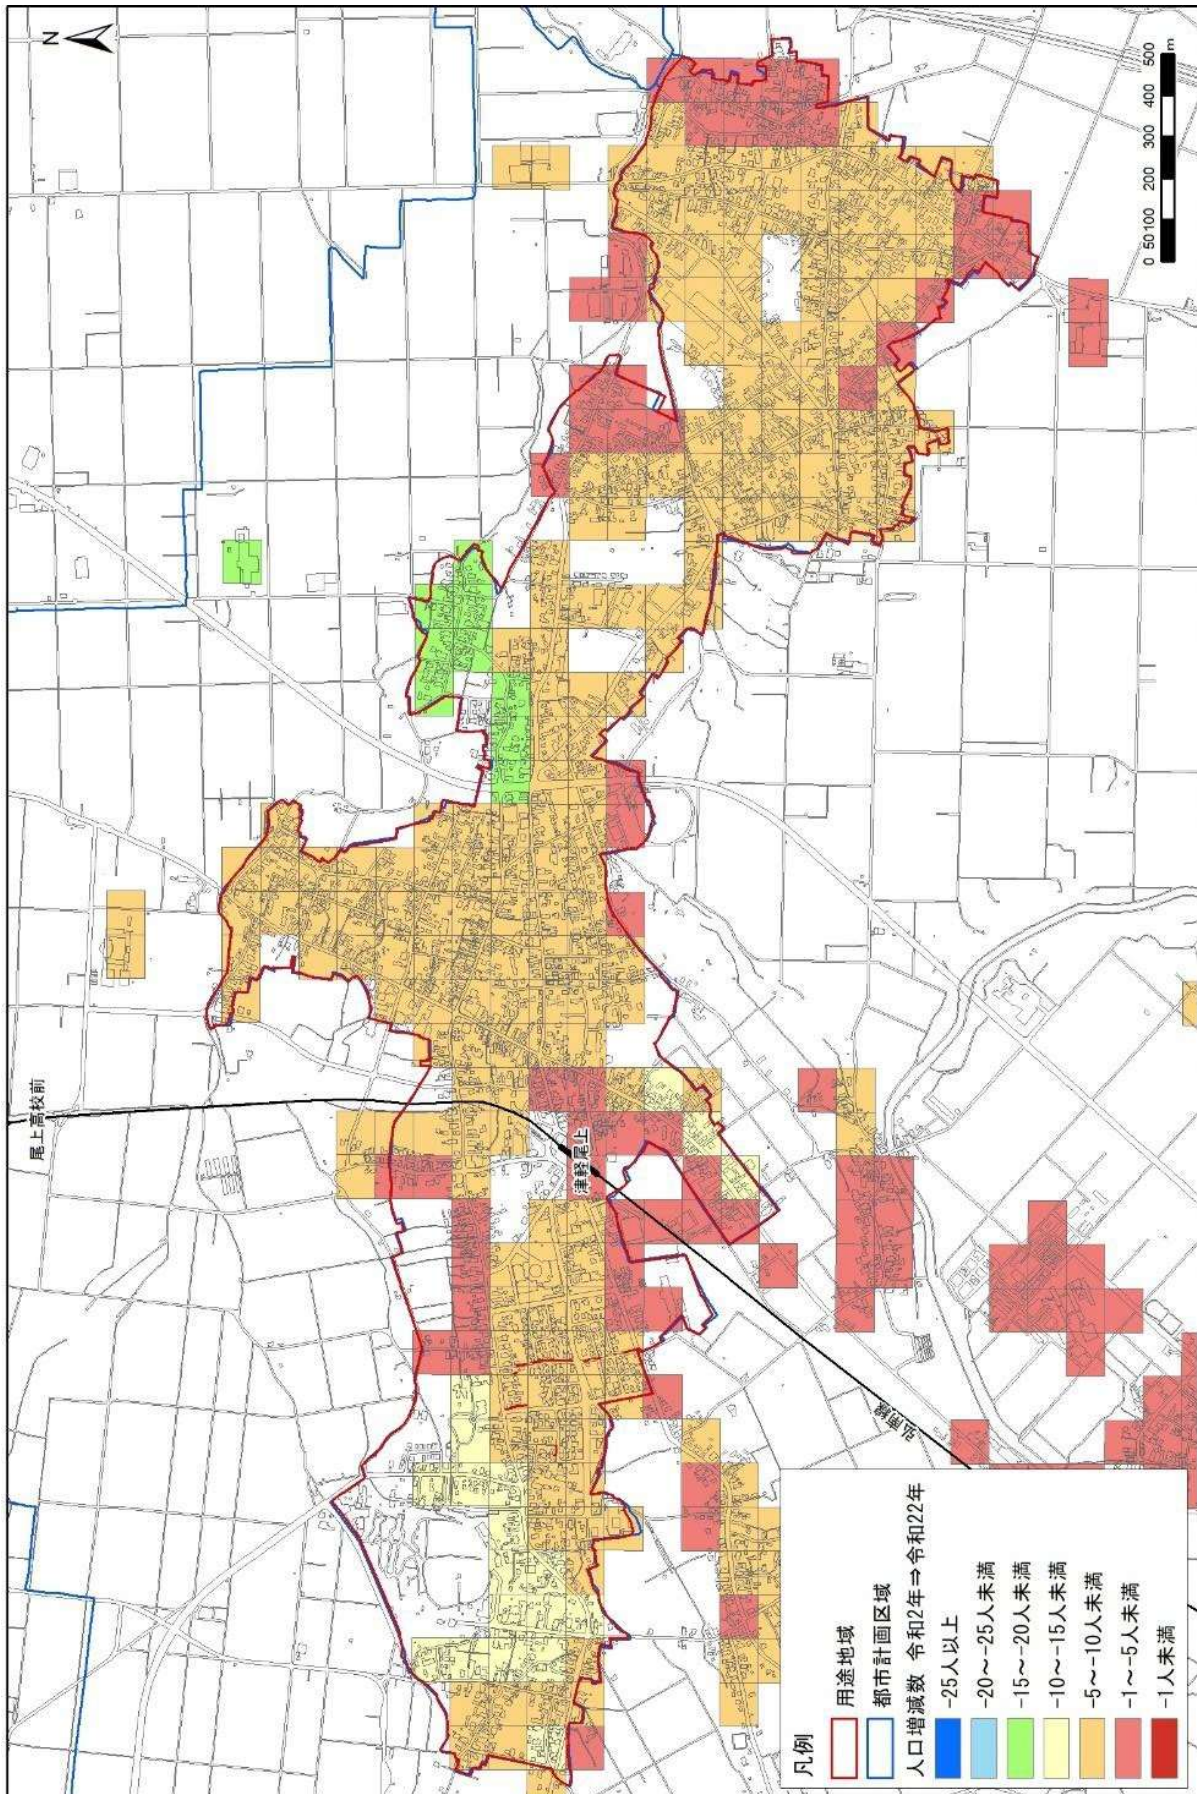 N
0 50100 200 300 400 500
m
尾上高校前
津軽尾上
弘南線
凡例
用途地域
都市計画区域
人口増減数 令和2年⇒令和22年
-25人以上
-20～-25人未満
-15～-20人未満
-10～-15人未満
-5～-10人未満
-1～-5人未満
-1人未満